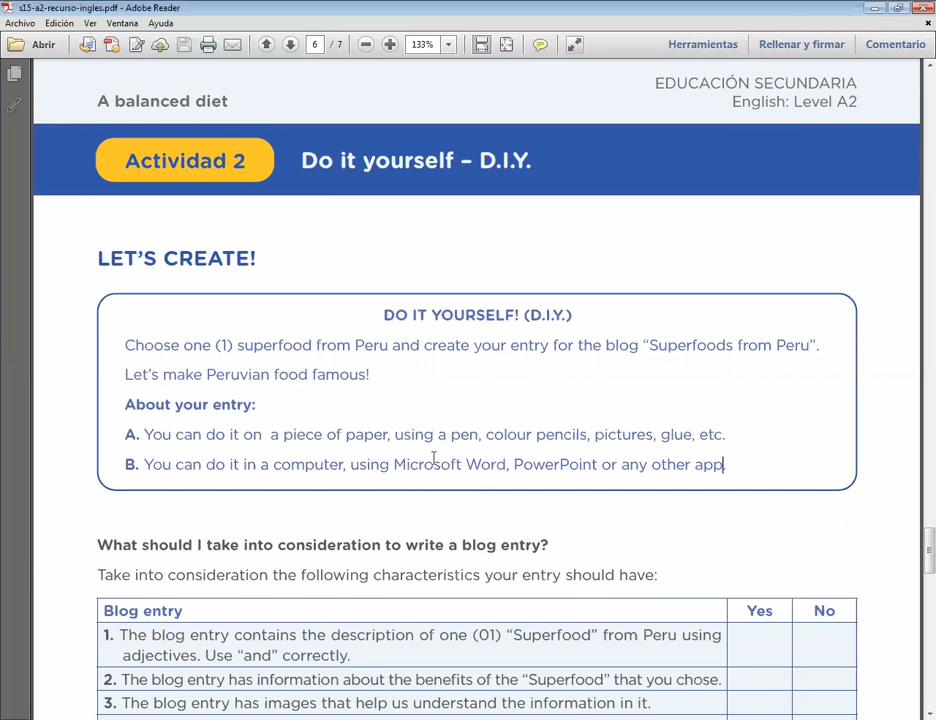 s15-a2-recurso-ingles.pdf - Adobe Reader
Archivo Edición Ver Ventana Ayuda
Abrir 6 / 7 133% Herramientas Rellenar y firmar Comentario
EDUCACIÓN SECUNDARIA
A balanced diet English: Level A2
Actividad 2 Do it yourself – D.I.Y.
LET'S CREATE!
DO IT YOURSELF! (D.I.Y.)
Choose one (1) superfood from Peru and create your entry for the blog “Superfoods from Peru”.
Let's make Peruvian food famous!
About your entry:
A. You can do it on a piece of paper, using a pen, colour pencils, pictures, glue, etc.
B. You can do it in a computer, using Microsoft Word, PowerPoint or any other app.
What should I take into consideration to write a blog entry?
Take into consideration the following characteristics your entry should have:
Blog entry Yes No
1. The blog entry contains the description of one (01) “Superfood” from Peru using
adjectives. Use “and” correctly.
2. The blog entry has information about the benefits of the “Superfood” that you chose.
3. The blog entry has images that help us understand the information in it.